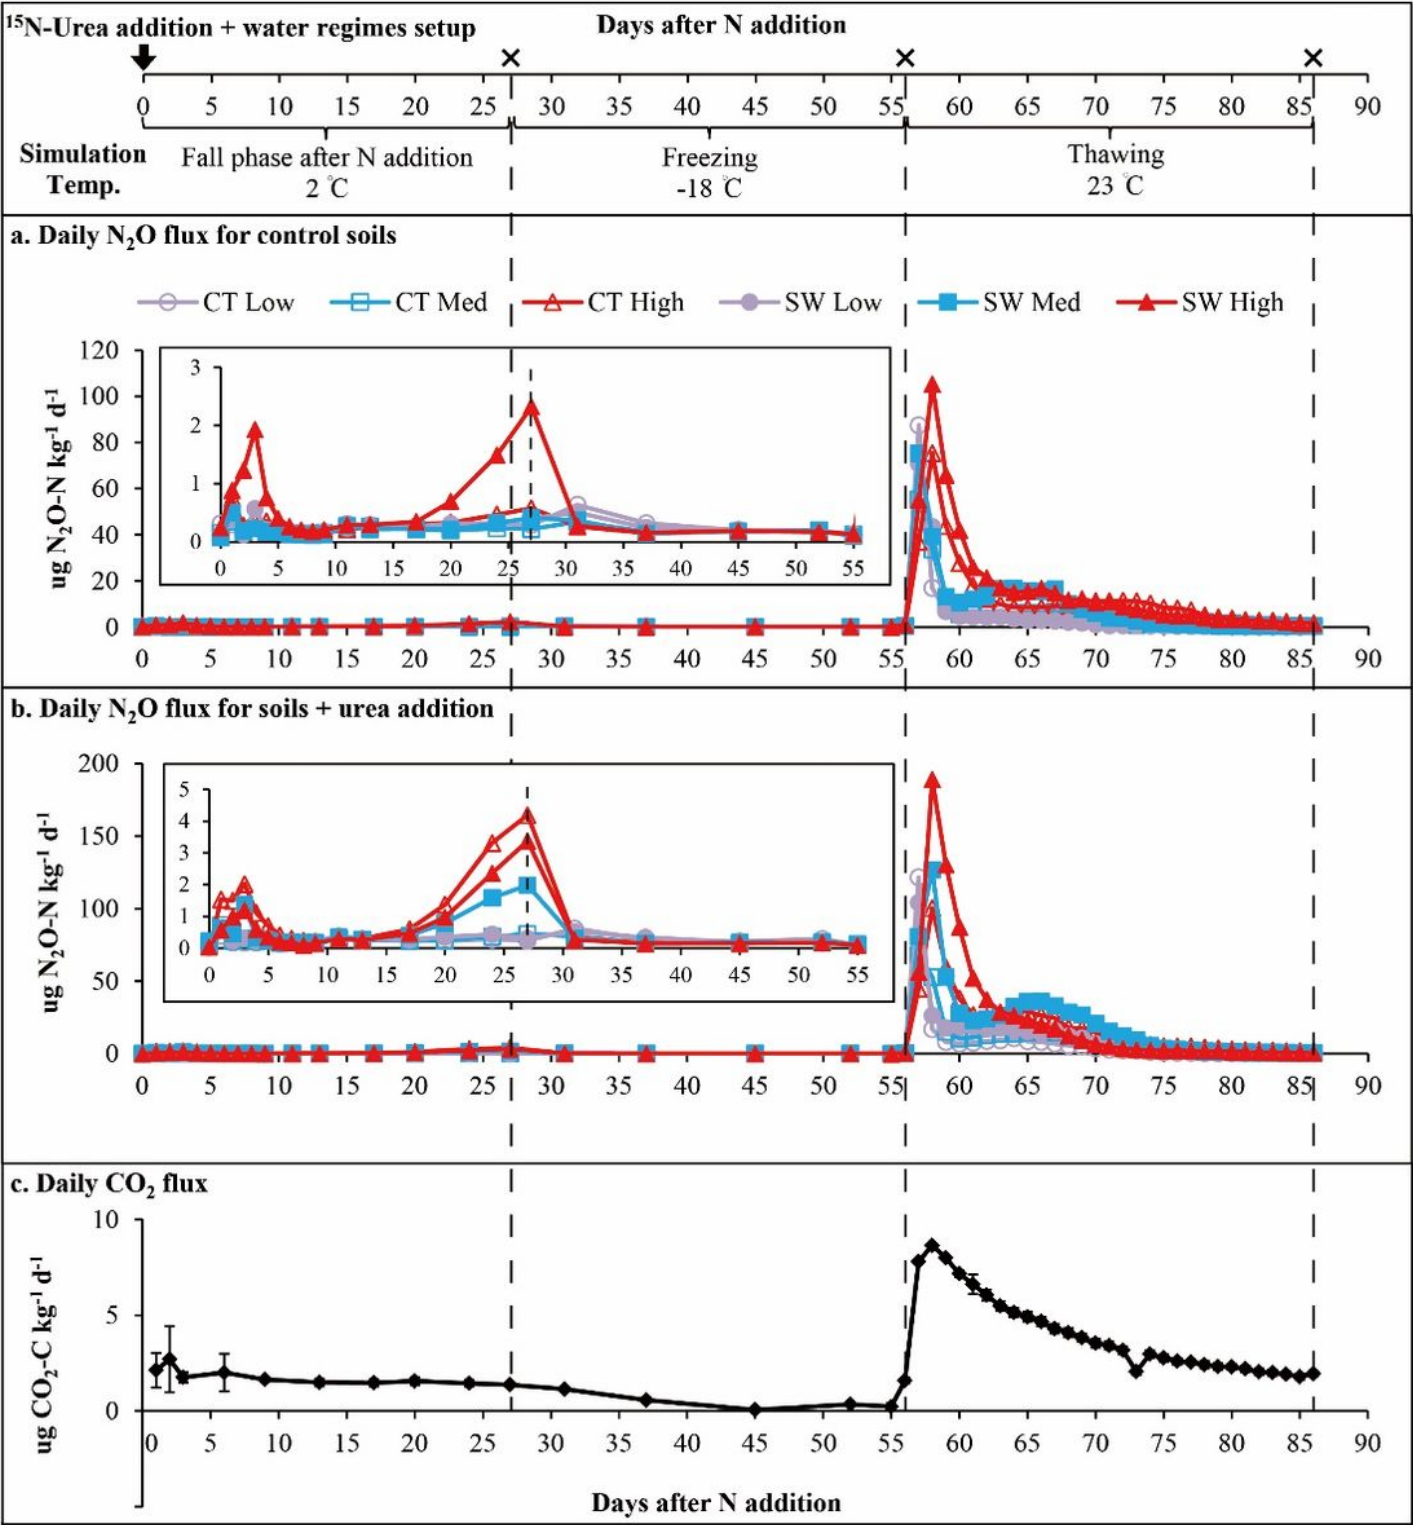 ¹⁵N-Urea addition + water regimes setup Days after N addition
0 5 10 15 20 25 30 35 40 45 50 55 60 65 70 75 80 85 90
Simulation Temp.
Fall phase after N addition
2 °C
Freezing
-18 °C
Thawing
23 °C
a. Daily N₂O flux for control soils
CT Low CT Med CT High SW Low SW Med SW High
ug N₂O-N kg⁻¹ d⁻¹
120
100
80
60
40
20
0
3
2
1
0
0 5 10 15 20 25 30 35 40 45 50 55
0 5 10 15 20 25 30 35 40 45 50 55 60 65 70 75 80 85 90
b. Daily N₂O flux for soils + urea addition
ug N₂O-N kg⁻¹ d⁻¹
200
150
100
50
0
5
4
3
2
1
0
0 5 10 15 20 25 30 35 40 45 50 55
0 5 10 15 20 25 30 35 40 45 50 55 60 65 70 75 80 85 90
c. Daily CO₂ flux
ug CO₂-C kg⁻¹ d⁻¹
10
5
0
0 5 10 15 20 25 30 35 40 45 50 55 60 65 70 75 80 85 90
Days after N addition